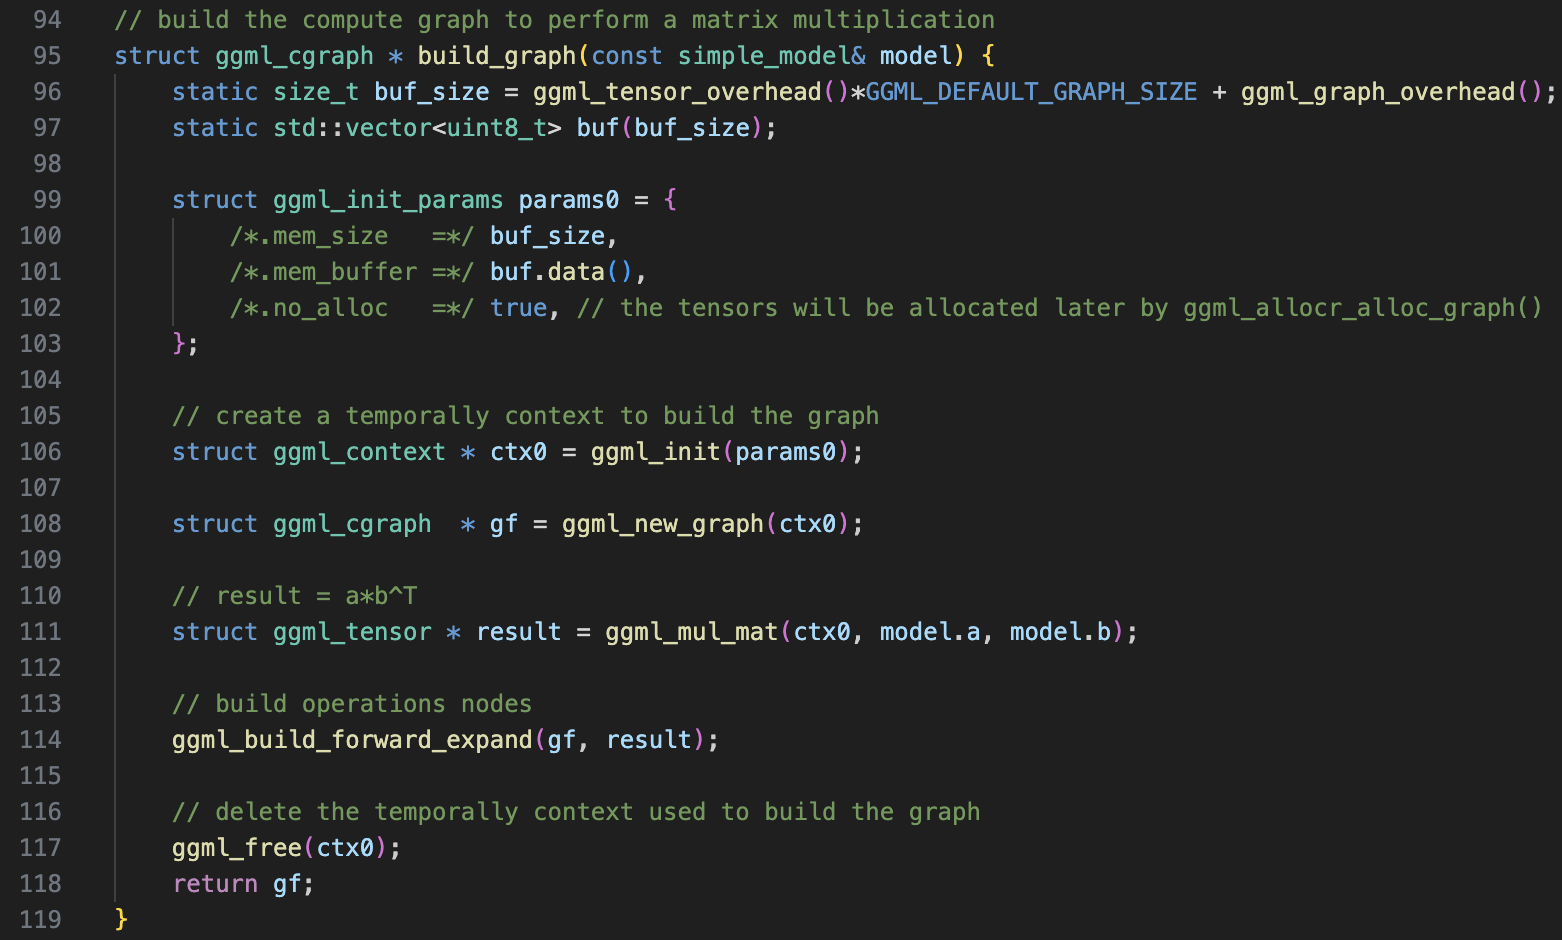 94 // build the compute graph to perform a matrix multiplication
95 struct ggml_cgraph * build_graph(const simple_model& model) {
96     static size_t buf_size = ggml_tensor_overhead()*GGML_DEFAULT_GRAPH_SIZE + ggml_graph_overhead();
97     static std::vector<uint8_t> buf(buf_size);
98
99     struct ggml_init_params params0 = {
100         /*.mem_size   =*/ buf_size,
101         /*.mem_buffer =*/ buf.data(),
102         /*.no_alloc   =*/ true, // the tensors will be allocated later by ggml_allocr_alloc_graph()
103     };
104
105     // create a temporally context to build the graph
106     struct ggml_context * ctx0 = ggml_init(params0);
107
108     struct ggml_cgraph  * gf = ggml_new_graph(ctx0);
109
110     // result = a*b^T
111     struct ggml_tensor * result = ggml_mul_mat(ctx0, model.a, model.b);
112
113     // build operations nodes
114     ggml_build_forward_expand(gf, result);
115
116     // delete the temporally context used to build the graph
117     ggml_free(ctx0);
118     return gf;
119 }